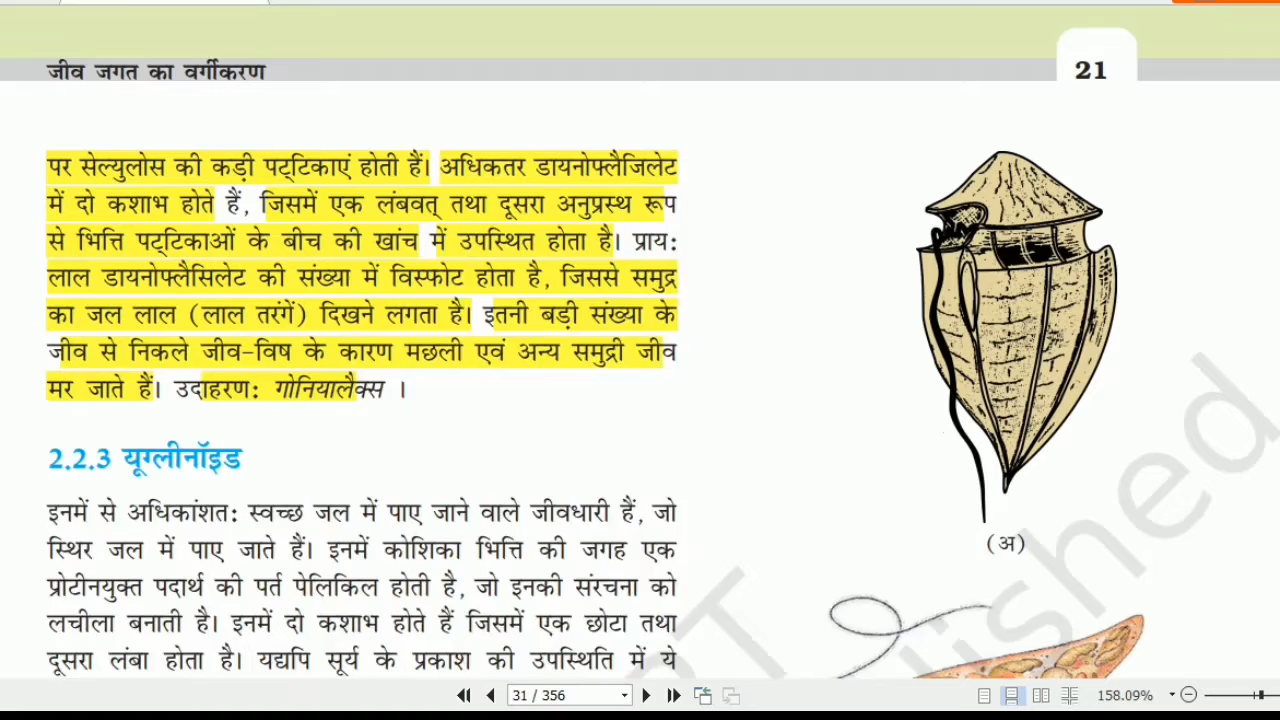 जीव जगत का वर्गीकरण
21
पर सेल्युलोस की कड़ी पट्टिकाएं होती हैं। अधिकतर डायनोफ्लैजिलेट
में दो कशाभ होते हैं, जिसमें एक लंबवत् तथा दूसरा अनुप्रस्थ रूप
से भित्ति पट्टिकाओं के बीच की खांच में उपस्थित होता है। प्राय:
लाल डायनोफ्लैसिलेट की संख्या में विस्फोट होता है, जिससे समुद्र
का जल लाल (लाल तरंगें) दिखने लगता है। इतनी बड़ी संख्या के
जीव से निकले जीव-विष के कारण मछली एवं अन्य समुद्री जीव
मर जाते हैं। उदाहरण: गोनियालैक्स ।
2.2.3 यूग्लीनॉइड
इनमें से अधिकांशत: स्वच्छ जल में पाए जाने वाले जीवधारी हैं, जो
स्थिर जल में पाए जाते हैं। इनमें कोशिका भित्ति की जगह एक
प्रोटीनयुक्त पदार्थ की पर्त पेलिकिल होती है, जो इनकी संरचना को
लचीला बनाती है। इनमें दो कशाभ होते हैं जिसमें एक छोटा तथा
दूसरा लंबा होता है। यद्यपि सूर्य के प्रकाश की उपस्थिति में ये
(अ)
31 / 356
158.09%